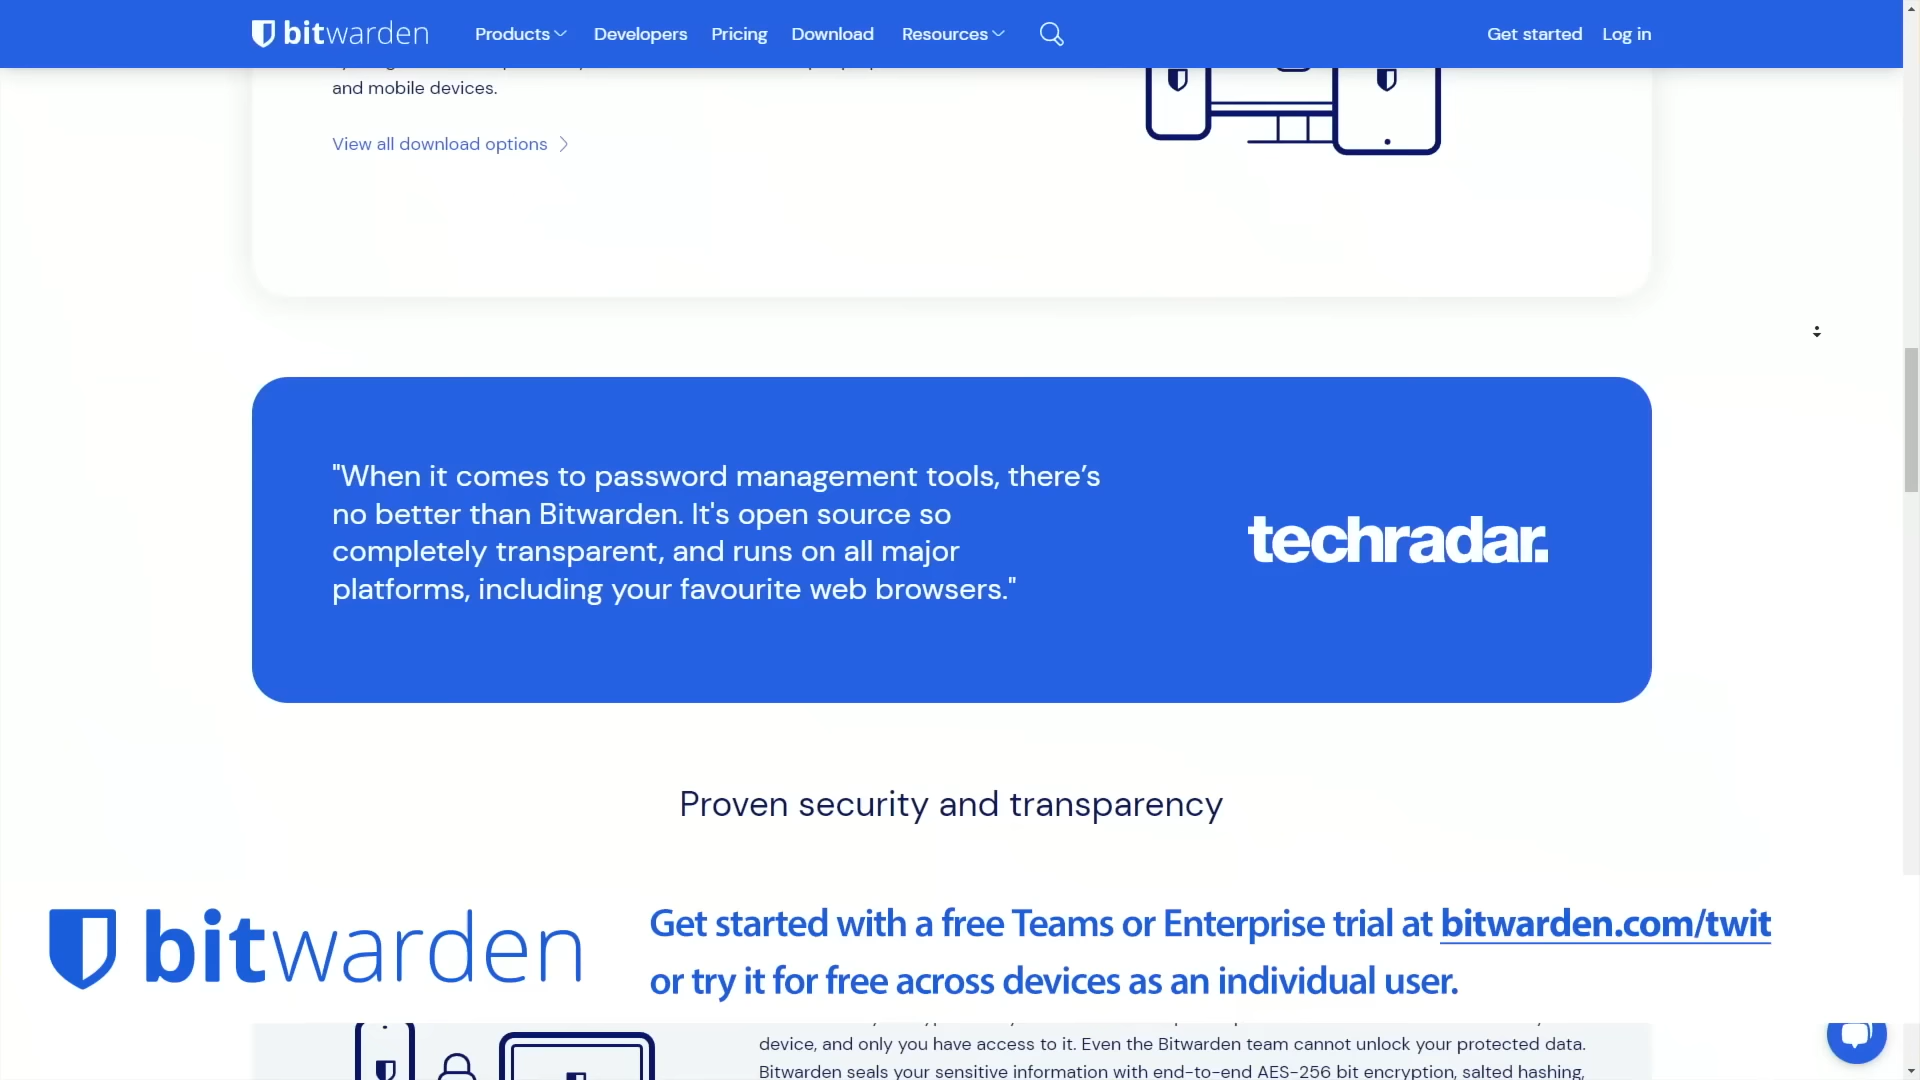 bitwarden Products Developers Pricing Download Resources Get started Log in
and mobile devices.
View all download options
"When it comes to password management tools, there’s
no better than Bitwarden. It's open source so
completely transparent, and runs on all major
platforms, including your favourite web browsers."
techradar.
Proven security and transparency
bitwarden
Get started with a free Teams or Enterprise trial at bitwarden.com/twit
or try it for free across devices as an individual user.
device, and only you have access to it. Even the Bitwarden team cannot unlock your protected data.
Bitwarden seals your sensitive information with end-to-end AES-256 bit encryption, salted hashing,